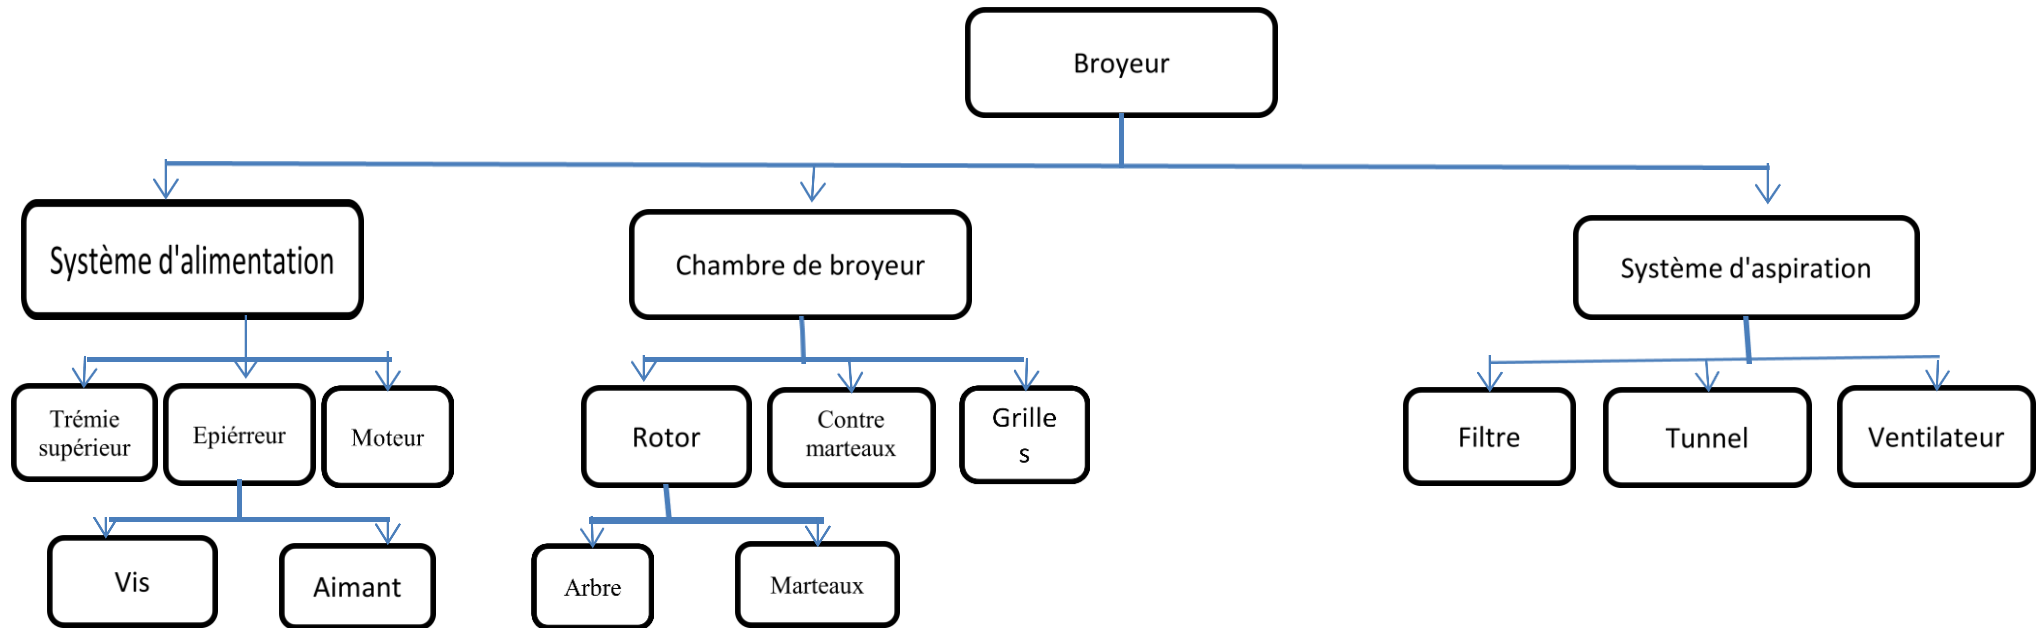 Broyeur
Système d'alimentation
Chambre de broyeur
Système d'aspiration
Trémie
supérieur
Epiérreur
Moteur
Rotor
Contre
marteaux
Grille
s
Filtre
Tunnel
Ventilateur
Vis
Aimant
Arbre
Marteaux